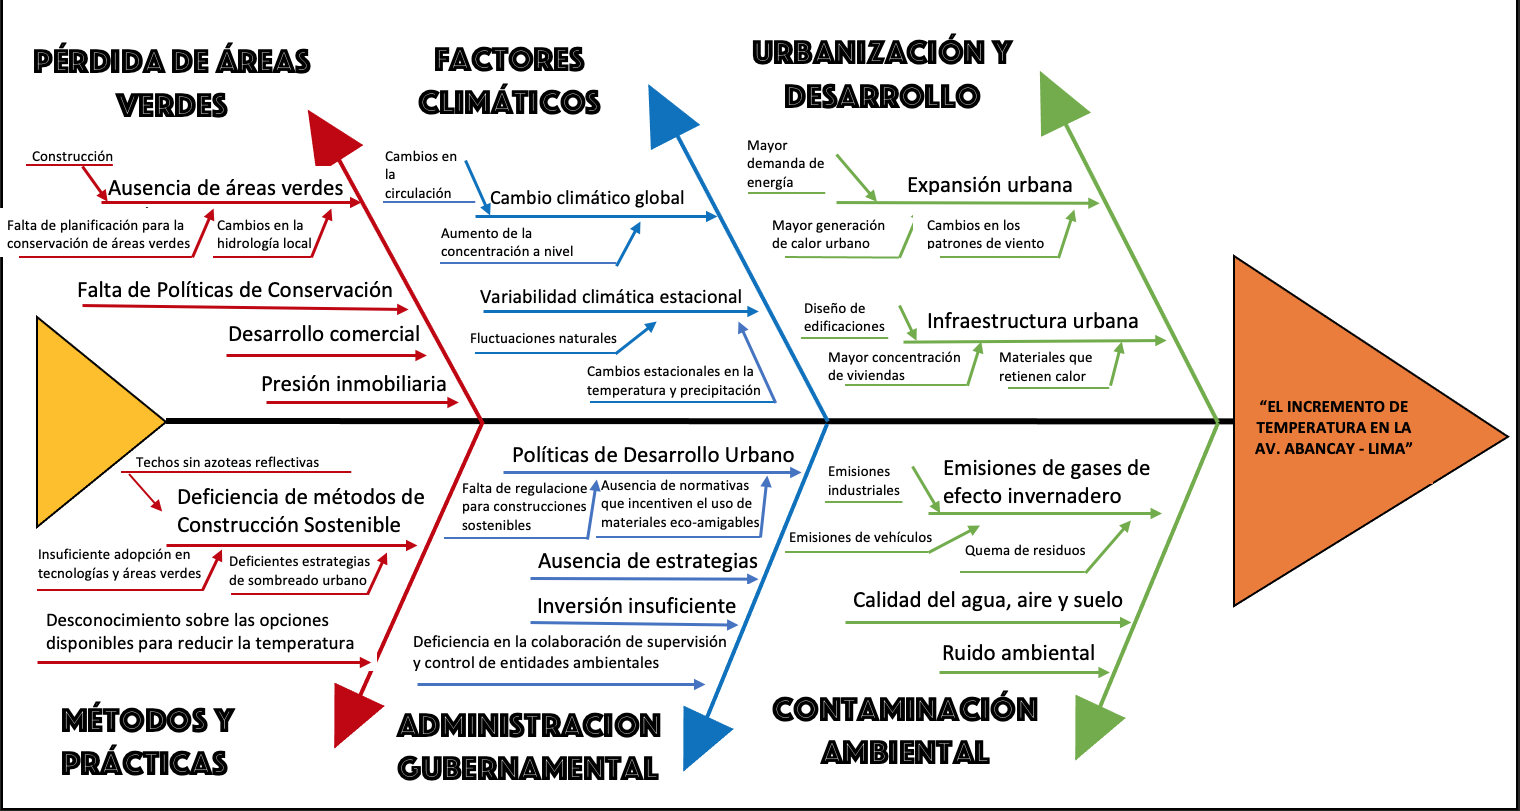 PÉRDIDA DE ÁREAS
VERDES
Construcción
Ausencia de áreas verdes
Falta de planificación para la
conservación de áreas verdes
Cambios en la
hidrología local
Falta de Políticas de Conservación
Desarrollo comercial
Presión inmobiliaria
FACTORES
CLIMÁTICOS
Cambios en
la
circulación
Cambio climático global
Aumento de la
concentración a nivel
Variabilidad climática estacional
Fluctuaciones naturales
Cambios estacionales en la
temperatura y precipitación
URBANIZACIÓN Y
DESARROLLO
Mayor
demanda de
energía
Expansión urbana
Mayor generación
de calor urbano
Cambios en los
patrones de viento
Diseño de
edificaciones
Infraestructura urbana
Mayor concentración
de viviendas
Materiales que
retienen calor
“EL INCREMENTO DE
TEMPERATURA EN LA
AV. ABANCAY - LIMA”
Techos sin azoteas reflectivas
Deficiencia de métodos de
Construcción Sostenible
Insuficiente adopción en
tecnologías y áreas verdes
Deficientes estrategias
de sombreado urbano
Desconocimiento sobre las opciones
disponibles para reducir la temperatura
MÉTODOS Y
PRÁCTICAS
Políticas de Desarrollo Urbano
Falta de regulacione
para construcciones
sostenibles
Ausencia de normativas
que incentiven el uso de
materiales eco-amigables
Ausencia de estrategias
Inversión insuficiente
Deficiencia en la colaboración de supervisión
y control de entidades ambientales
ADMINISTRACION
GUBERNAMENTAL
Emisiones
industriales
Emisiones de gases de
efecto invernadero
Emisiones de vehículos
Quema de residuos
Calidad del agua, aire y suelo
Ruido ambiental
CONTAMINACIÓN
AMBIENTAL